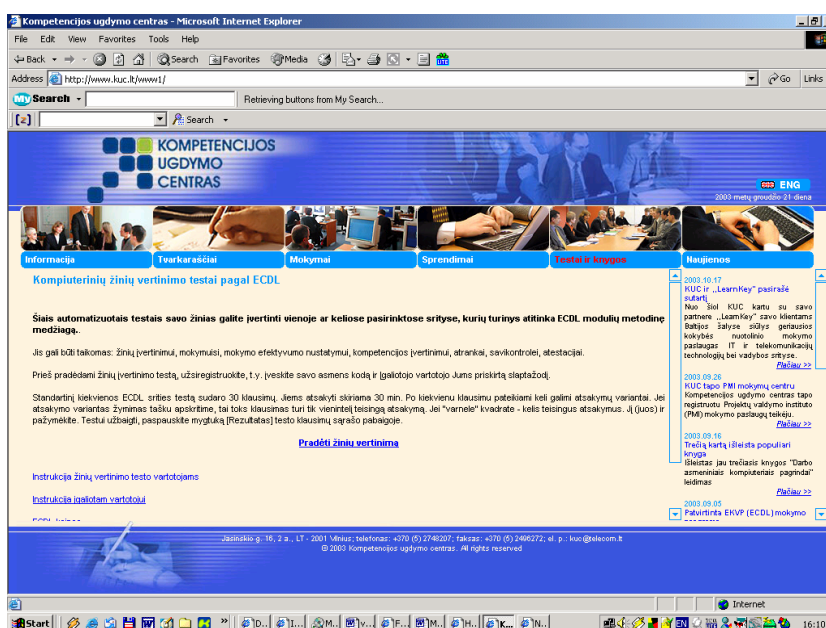 Kompetencijos ugdymo centras - Microsoft Internet Explorer
File Edit View Favorites Tools Help
Back Search Favorites Media
Address http://www.kuc.lt/www1/ Go Links
My Search Retrieving buttons from My Search...
[z] Search
KOMPETENCIJOS
UGDYMO
CENTRAS
ENG
2003 metų gruodžio 21 diena
Informacija Tvarkaraščiai Mokymai Sprendimai Testai ir knygos Naujienos
Kompiuterinių žinių vertinimo testai pagal ECDL
Šiais automatizuotais testais savo žinias galite įvertinti vienoje ar keliose pasirinktose srityse, kurių turinys atitinka ECDL modulių metodinę
medžiagą..
Jis gali būti taikomas: žinių įvertinimui, mokymuisi, mokymo efektyvumo nustatymui, kompetencijos įvertinimui, atrankai, savikontrolei, atestacijai.
Prieš pradėdami žinių įvertinimo testą, užsiregistruokite, t.y. įveskite savo asmens kodą ir įgaliotojo vartotojo Jums priskirtą slaptažodį.
Standartinį kiekvienos ECDL srities testą sudaro 30 klausimų. Jiems atsakyti skiriama 30 min. Po kiekvienu klausimu pateikiami keli galimi atsakymų variantai. Jei
atsakymo variantas žymimas tašku apskritime, tai toks klausimas turi tik vienintelį teisingą atsakymą. Jei "varnele" kvadrate - kelis teisingus atsakymus. Jį (juos) ir
pažymėkite. Testui užbaigti, paspauskite mygtuką [Rezultatas] testo klausimų sąrašo pabaigoje.
Pradėti žinių vertinimą
Instrukcija žinių vertinimo testo vartotojams
Instrukcija įgaliotam vartotojui
2003.10.17
KUC ir ,,LearnKey" pasirašė
sutartį
Nuo šiol KUC kartu su savo
partnere ,,LearnKey" savo klientams
Baltijos šalyse siūlys geriausios
kokybės nuotolinio mokymo
paslaugas IT ir telekomunikacijų
technologijų bei vadybos srityse.
Plačiau >>
2003.09.26
KUC tapo PMI mokymų centru
Kompetencijos ugdymo centras tapo
registruotu Projektų valdymo instituto
(PMI) mokymo paslaugų teikėju.
Plačiau >>
2003.09.16
Trečią kartą išleista populiari
knyga
Išleistas jau trečiasis knygos "Darbo
asmeniniais kompiuteriais pagrindai"
leidimas
Plačiau >>
2003.09.05
Patvirtinta EKVP (ECDL) mokymo
Jasinskio g. 16, 2 a., LT - 2001 Vilnius; telefonas: +370 (5) 2748207; faksas: +370 (5) 2496272; el. p.: kuc@telecom.lt
© 2003 Kompetencijos ugdymo centras. All rights reserved
Internet
Start D.. I... M.. v... F... M.. H.. K... N.. EN 16:10